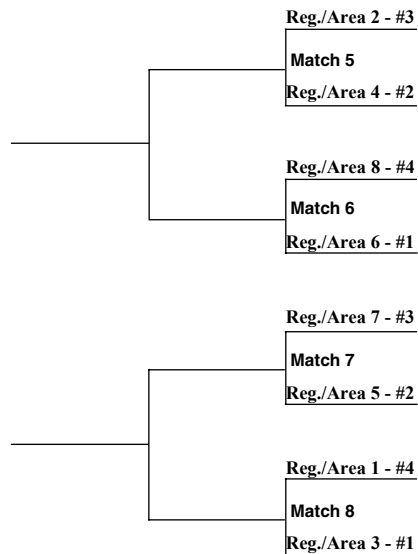 Reg./Area 2 - #3
Match 5
Reg./Area 4 - #2
Reg./Area 8 - #4
Match 6
Reg./Area 6 - #1
Reg./Area 7 - #3
Match 7
Reg./Area 5 - #2
Reg./Area 1 - #4
Match 8
Reg./Area 3 - #1